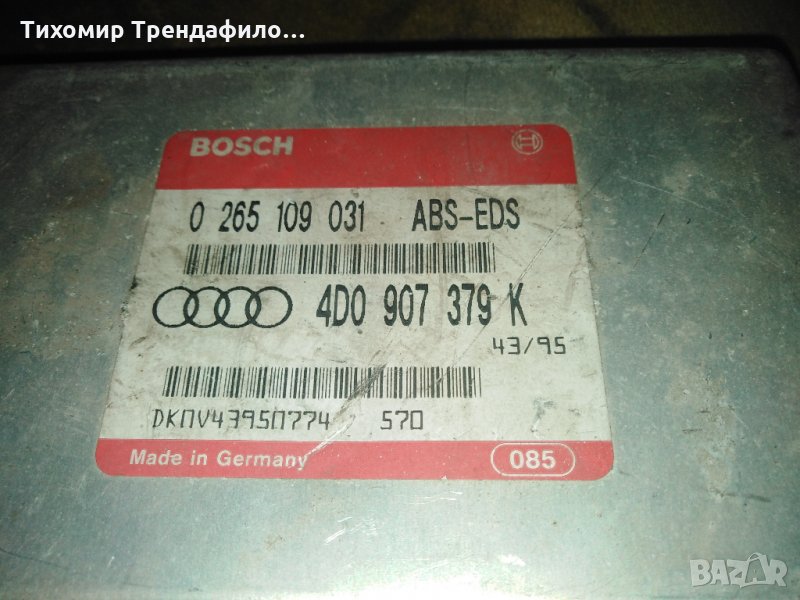 Тихомир Трендафило...
BOSCH
0 265 109 031 ABS-EDS
4D0 907 379 K
43/95
DKNV43950774 570
Made in Germany 085
BAZAR